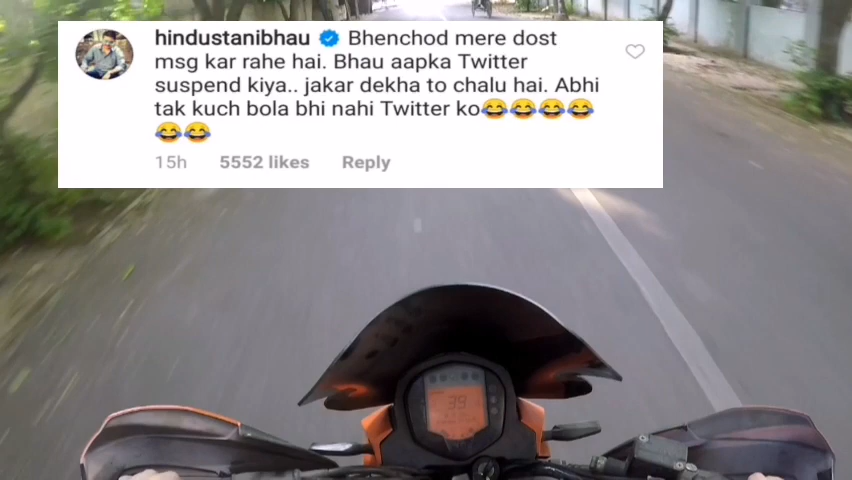 hindustanibhau Bhenchod mere dost
msg kar rahe hai. Bhau aapka Twitter
suspend kiya.. jakar dekha to chalu hai. Abhi
tak kuch bola bhi nahi Twitter ko😂😂😂😂
😂😂
15h 5552 likes Reply
39